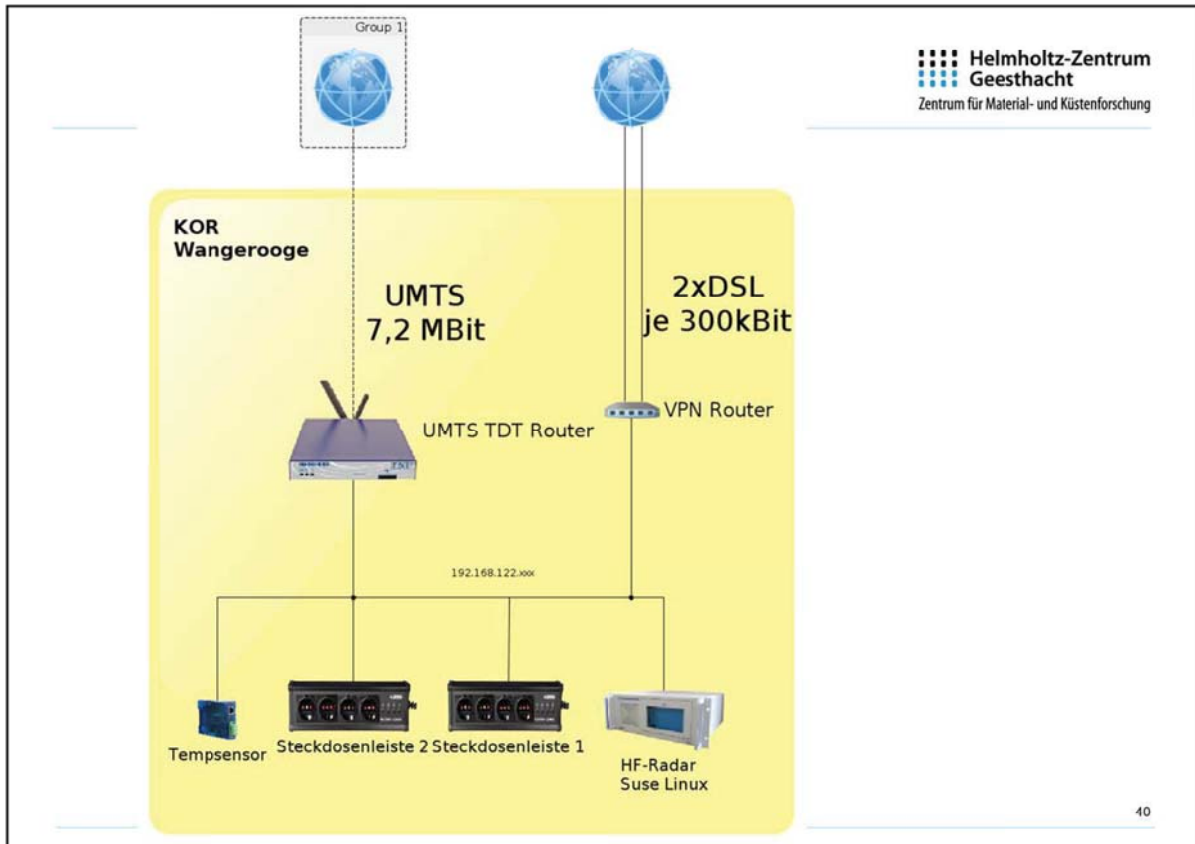 Group 1
Helmholtz-Zentrum
Geesthacht
Zentrum für Material- und Küstenforschung
KOR
Wangerooge
UMTS
7,2 MBit
2xDSL
je 300kBit
VPN Router
UMTS TDT Router
192.168.122.xxx
Tempsensor
Steckdosenleiste 2
Steckdosenleiste 1
HF-Radar
Suse Linux
40